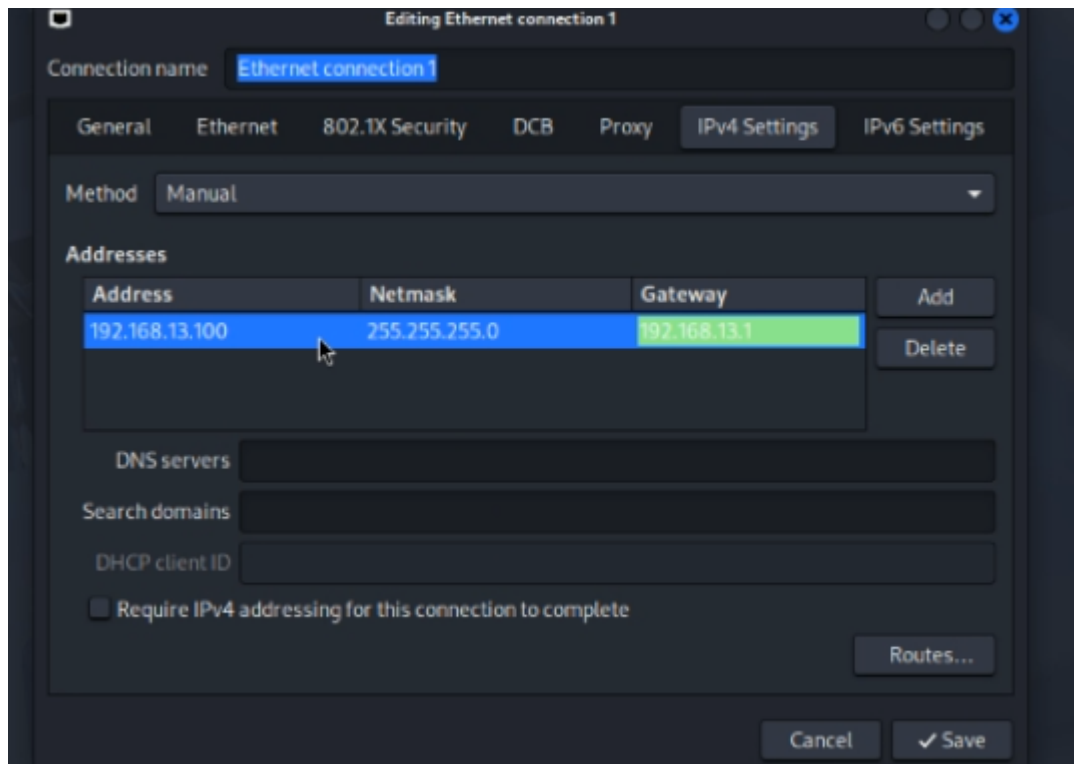 Editing Ethernet connection 1
Connection name Ethernet connection 1
General Ethernet 802.1X Security DCB Proxy IPv4 Settings IPv6 Settings
Method Manual
Addresses
Address Netmask Gateway Add
192.168.13.100 255.255.255.0 192.168.13.1
Delete
DNS servers
Search domains
DHCP client ID
Require IPv4 addressing for this connection to complete
Routes...
Cancel Save